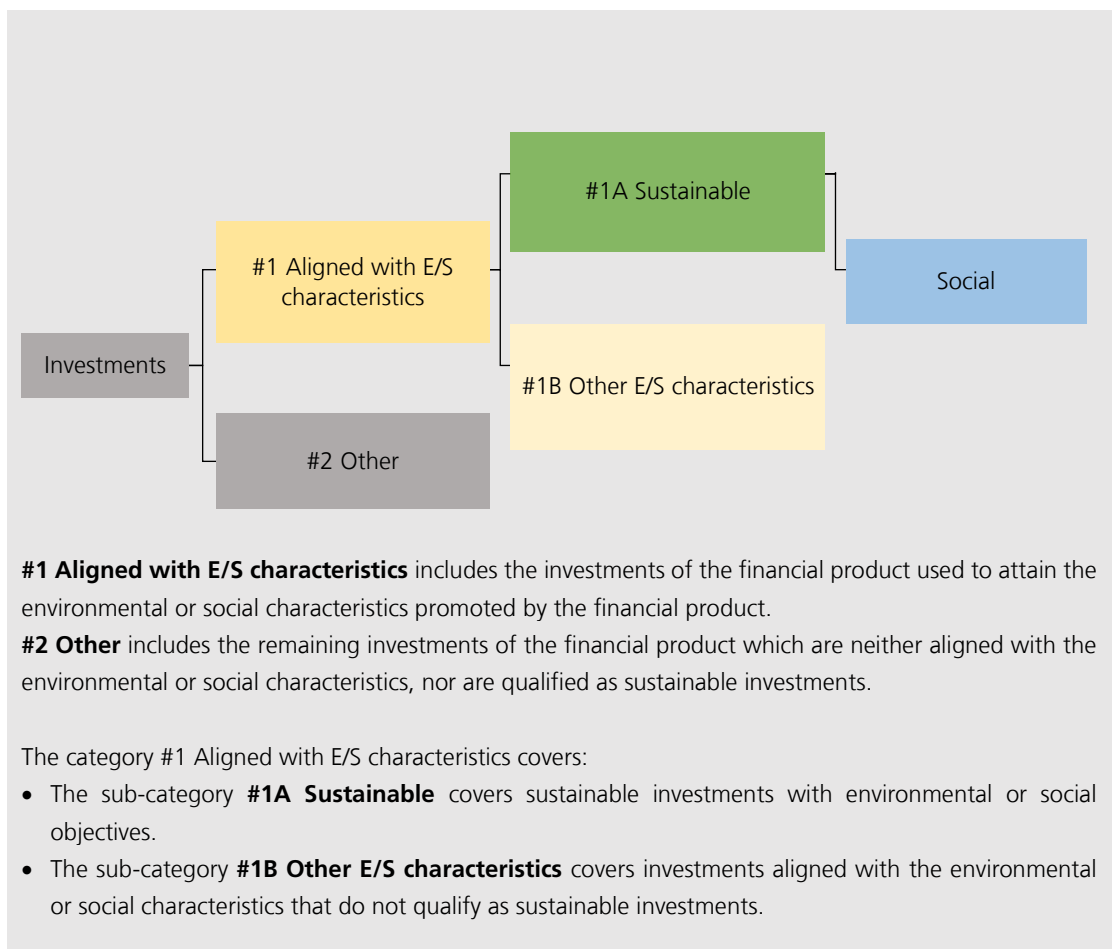 #1A Sustainable
#1 Aligned with E/S
characteristics
Social
Investments
#1B Other E/S characteristics
#2 Other
#1 Aligned with E/S characteristics includes the investments of the financial product used to attain the
environmental or social characteristics promoted by the financial product.
#2 Other includes the remaining investments of the financial product which are neither aligned with the
environmental or social characteristics, nor are qualified as sustainable investments.
The category #1 Aligned with E/S characteristics covers:
• The sub-category #1A Sustainable covers sustainable investments with environmental or social
objectives.
• The sub-category #1B Other E/S characteristics covers investments aligned with the environmental
or social characteristics that do not qualify as sustainable investments.